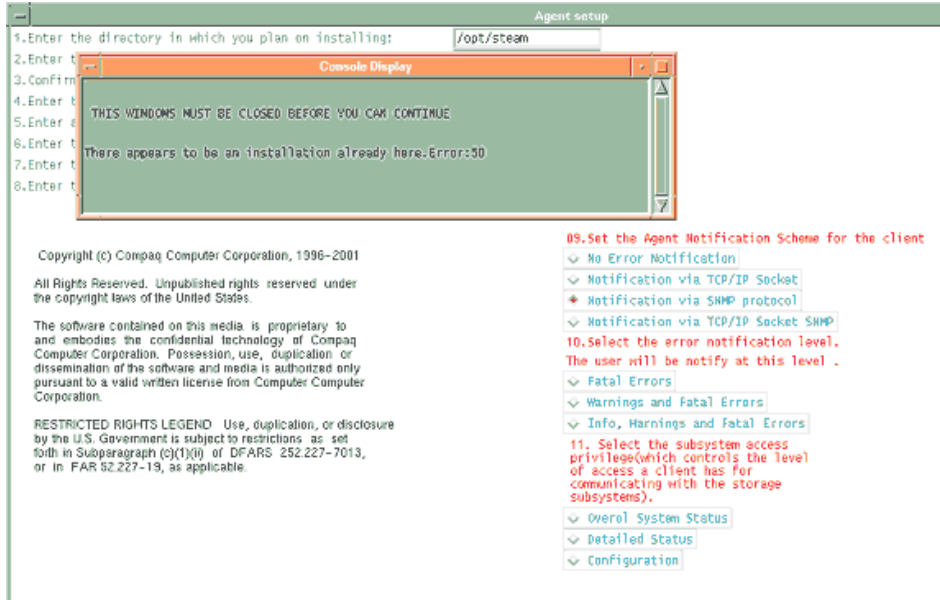 Agent setup
1.Enter the directory in which you plan on installing: /opt/steam
2.Enter t
3.Confirm
4.Enter t
5.Enter a
6.Enter t
7.Enter t
8.Enter t
Console Display
THIS WINDOWS MUST BE CLOSED BEFORE YOU CAN CONTINUE
There appears to be an installation already here.Error:50
Copyright (c) Compaq Computer Corporation, 1996-2001
All Rights Reserved. Unpublished rights reserved under
the copyright laws of the United States.
The software contained on this media is proprietary to
and embodies the confidential technology of Compaq
Computer Corporation. Possession, use, duplication or
dissemination of the software and media is authorized only
pursuant to a valid written license from Computer Computer
Corporation.
RESTRICTED RIGHTS LEGEND Use, duplication, or disclosure
by the U.S. Government is subject to restrictions as set
forth in Subparagraph (c)(1)(ii) of DFARS 252.227-7013,
or in FAR 52.227-19, as applicable.
09.Set the Agent Notification Scheme for the client
No Error Notification
Notification via TCP/IP Socket
Notification via SNMP protocol
Notification via TCP/IP Socket SNMP
10.Select the error notification level.
The user will be notify at this level .
Fatal Errors
Warnings and Fatal Errors
Info, Warnings and Fatal Errors
11. Select the subsystem access
privilege(which controls the level
of access a client has for
communicating with the storage
subsystems).
Overol System Status
Detailed Status
Configuration